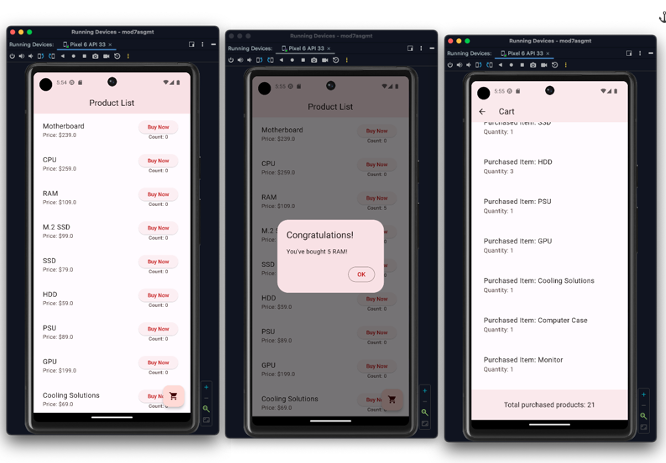 Running Devices - mod7asgmt
Running Devices: Pixel 6 API 33 ×
5:54
Product List
Motherboard
Price: $239.0
Buy Now
Count: 0
CPU
Price: $259.0
Buy Now
Count: 0
RAM
Price: $109.0
Buy Now
Count: 0
M.2 SSD
Price: $99.0
Buy Now
Count: 0
SSD
Price: $79.0
Buy Now
Count: 0
HDD
Price: $59.0
Buy Now
Count: 0
PSU
Price: $89.0
Buy Now
Count: 0
GPU
Price: $199.0
Buy Now
Count: 0
Cooling Solutions
Price: $69.0
Buy Now
Running Devices - mod7asgmt
Running Devices: Pixel 6 API 33 ×
5:55
Product List
Motherboard
Price: $239.0
Buy Now
Count: 0
CPU
Price: $259.0
Buy Now
Count: 0
RAM
Price: $109.0
Buy Now
Count: 5
Congratulations!
You've bought 5 RAM!
OK
SSD
Price: $79.0
HDD
Price: $59.0
Buy Now
Count: 0
PSU
Price: $89.0
Buy Now
Count: 0
GPU
Price: $199.0
Buy Now
Count: 0
Cooling Solutions
Price: $69.0
Running Devices - mod7asgmt
Running Devices: Pixel 6 API 33 ×
5:55
Cart
Purchased Item: SSD
Quantity: 1
Purchased Item: HDD
Quantity: 3
Purchased Item: PSU
Quantity: 1
Purchased Item: GPU
Quantity: 1
Purchased Item: Cooling Solutions
Quantity: 1
Purchased Item: Computer Case
Quantity: 1
Purchased Item: Monitor
Quantity: 1
Total purchased products: 21